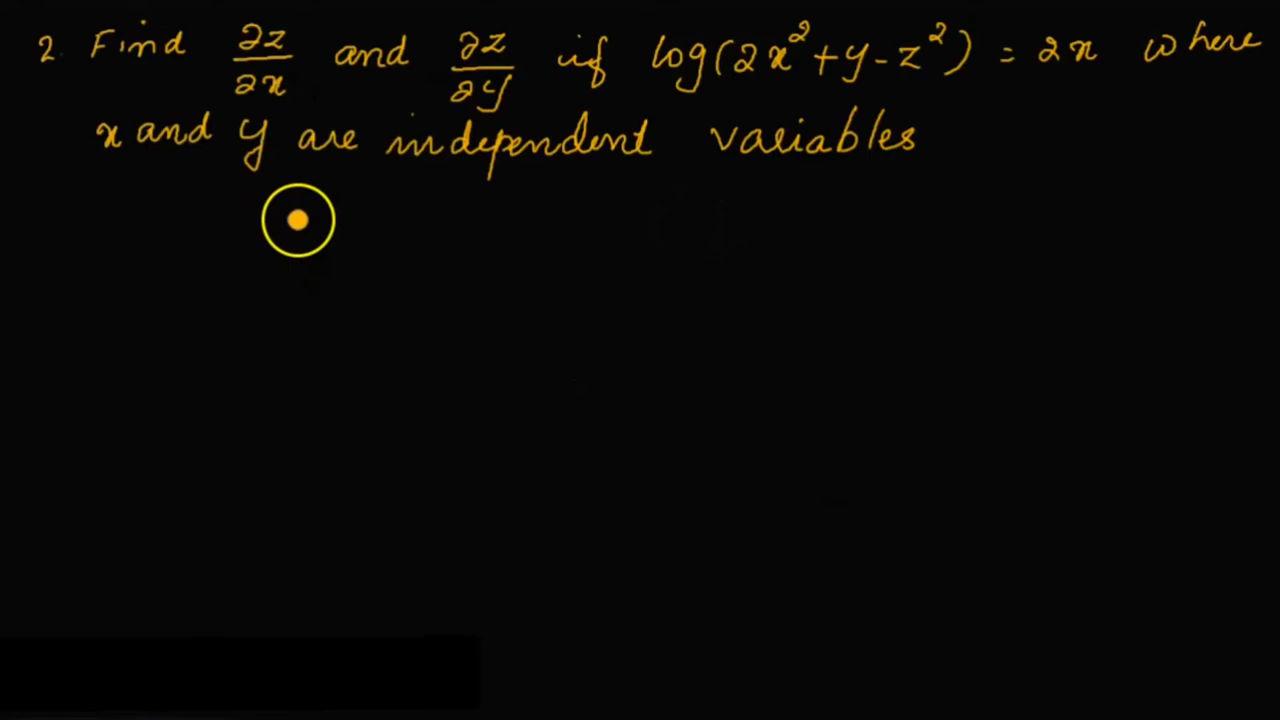 2. Find ∂z/∂x and ∂z/∂y if log(2x²+y-z²) = 2x where
x and y are independent variables